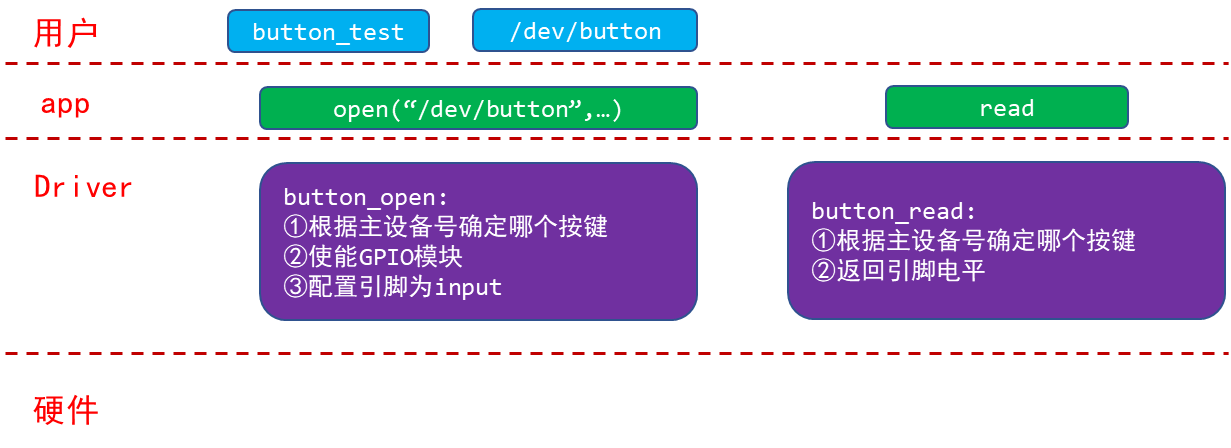 用户
button_test
/dev/button
app
open(“/dev/button”,…)
read
Driver
button_open:
①根据主设备号确定哪个按键
②使能GPIO模块
③配置引脚为input
button_read:
①根据主设备号确定哪个按键
②返回引脚电平
硬件